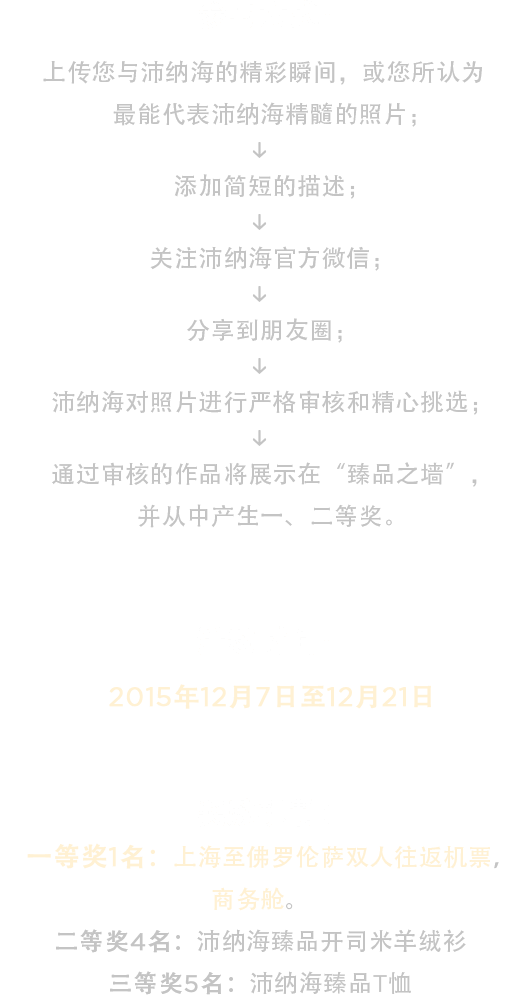 上传您与沛纳海的精彩瞬间，或您所认为
最能代表沛纳海精髓的照片；
↓
添加简短的描述；
↓
关注沛纳海官方微信；
↓
分享到朋友圈；
↓
沛纳海对照片进行严格审核和精心挑选；
↓
通过审核的作品将展示在“臻品之墙”，
并从中产生一、二等奖。
2015年12月7日至12月21日
一等奖1名：上海至佛罗伦萨双人往返机票，
商务舱。
二等奖4名：沛纳海臻品开司米羊绒衫
三等奖5名：沛纳海臻品T恤